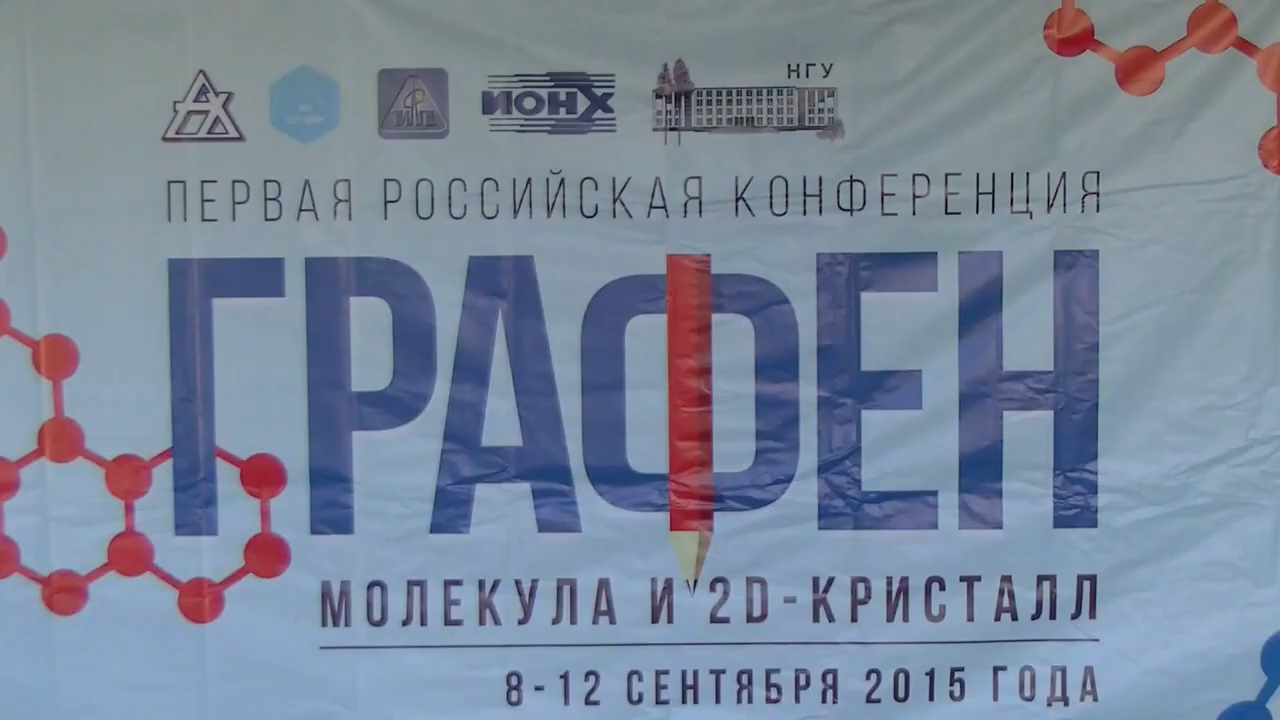 НГУ
ИОНХ
ПЕРВАЯ РОССИЙСКАЯ КОНФЕРЕНЦИЯ
ГРАФЕН
МОЛЕКУЛА И 2D-КРИСТАЛЛ
8-12 СЕНТЯБРЯ 2015 ГОДА